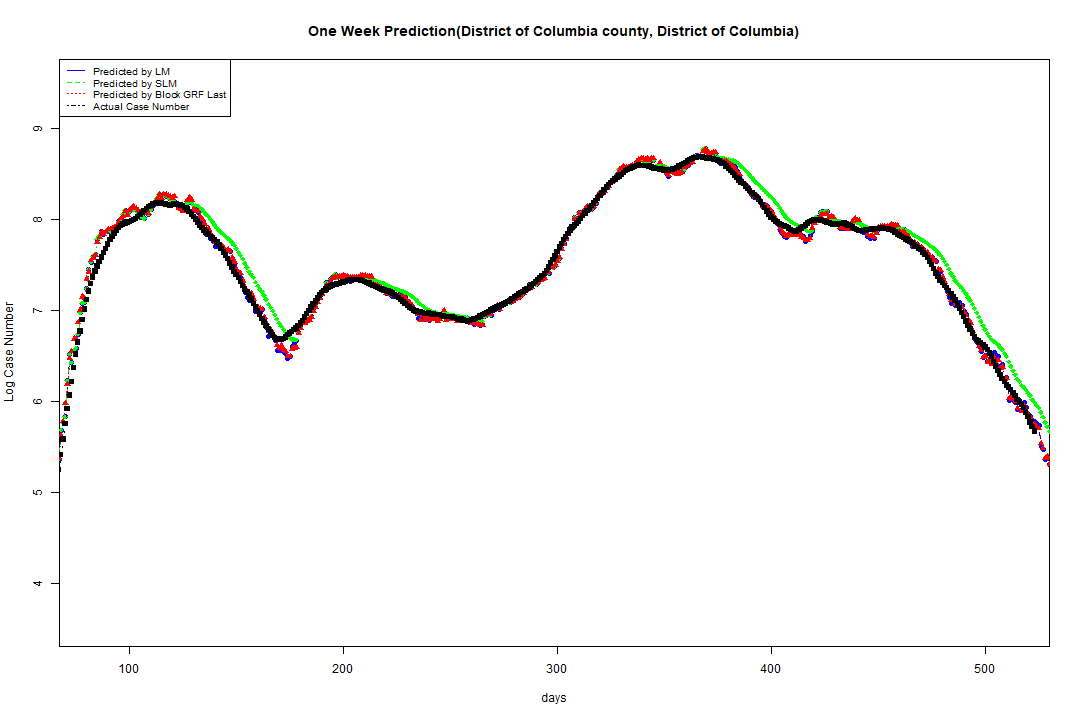 One Week Prediction(District of Columbia county, District of Columbia)
Predicted by LM
Predicted by SLM
Predicted by Block GRF Last
Actual Case Number
9
8
7
6
5
4
Log Case Number
100 200 300 400 500
days